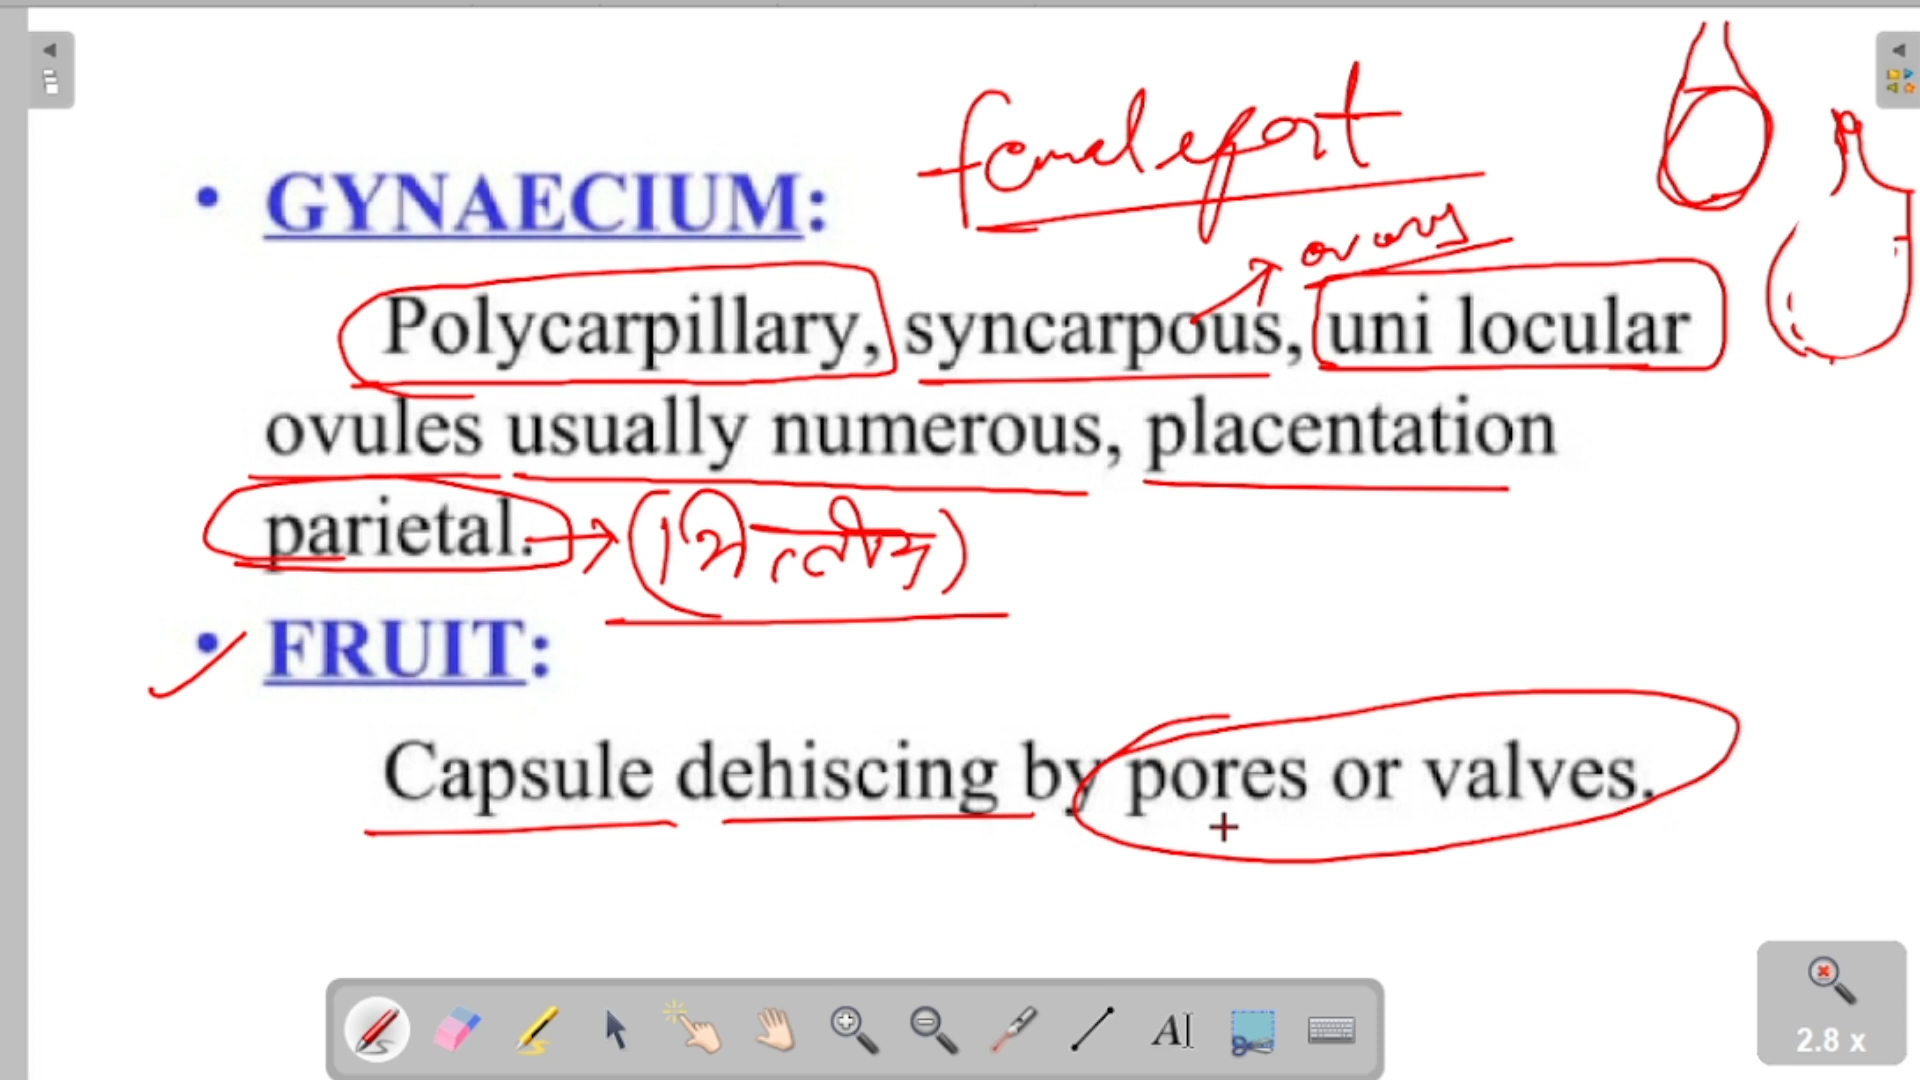 female part
• GYNAECIUM:
ovary
Polycarpillary, syncarpous, uni locular
ovules usually numerous, placentation
parietal.
• FRUIT:
Capsule dehiscing by pores or valves.
AI
2.8 x